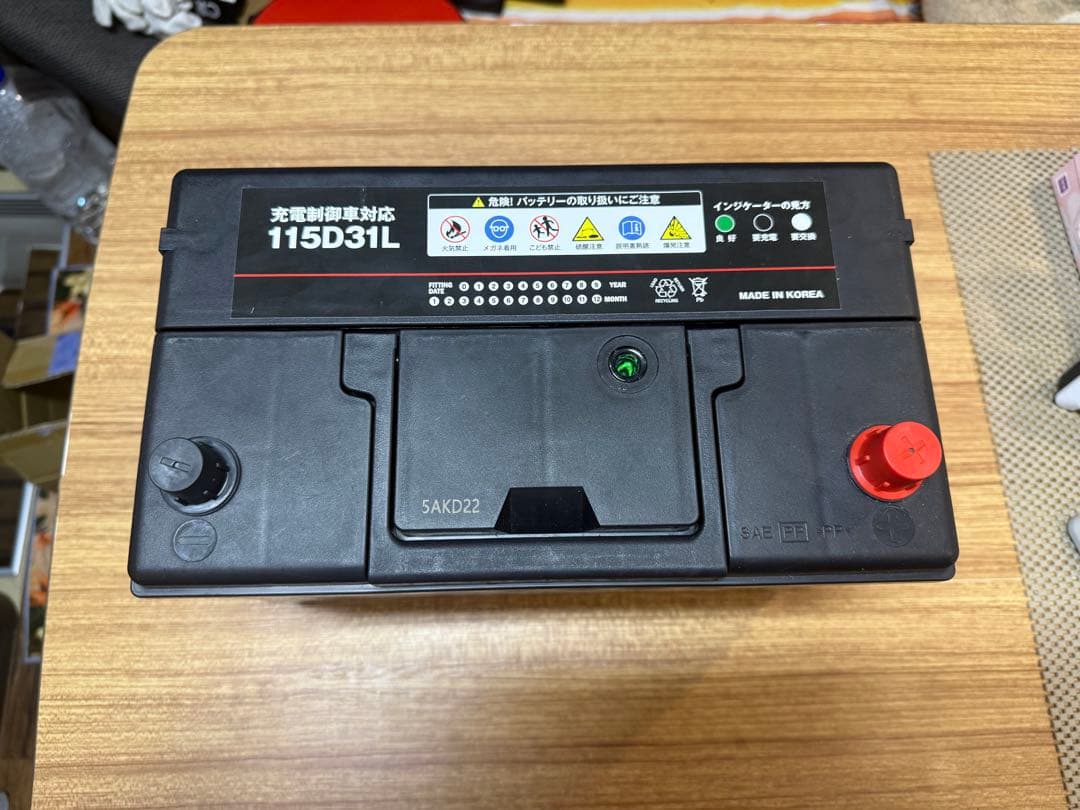 充電制御車対応
115D31L
危険! バッテリーの取り扱いにご注意
火気禁止 メガネ着用 こども禁止 硫酸注意 説明書熟読 爆発注意
インジケーターの見方
良好 要充電 要交換
FITTING DATE 0 1 2 3 4 5 6 7 8 9 YEAR
1 2 3 4 5 6 7 8 9 10 11 12 MONTH
RECYCLING
Pb
MADE IN KOREA
5AKD22
SAE PP >PP<